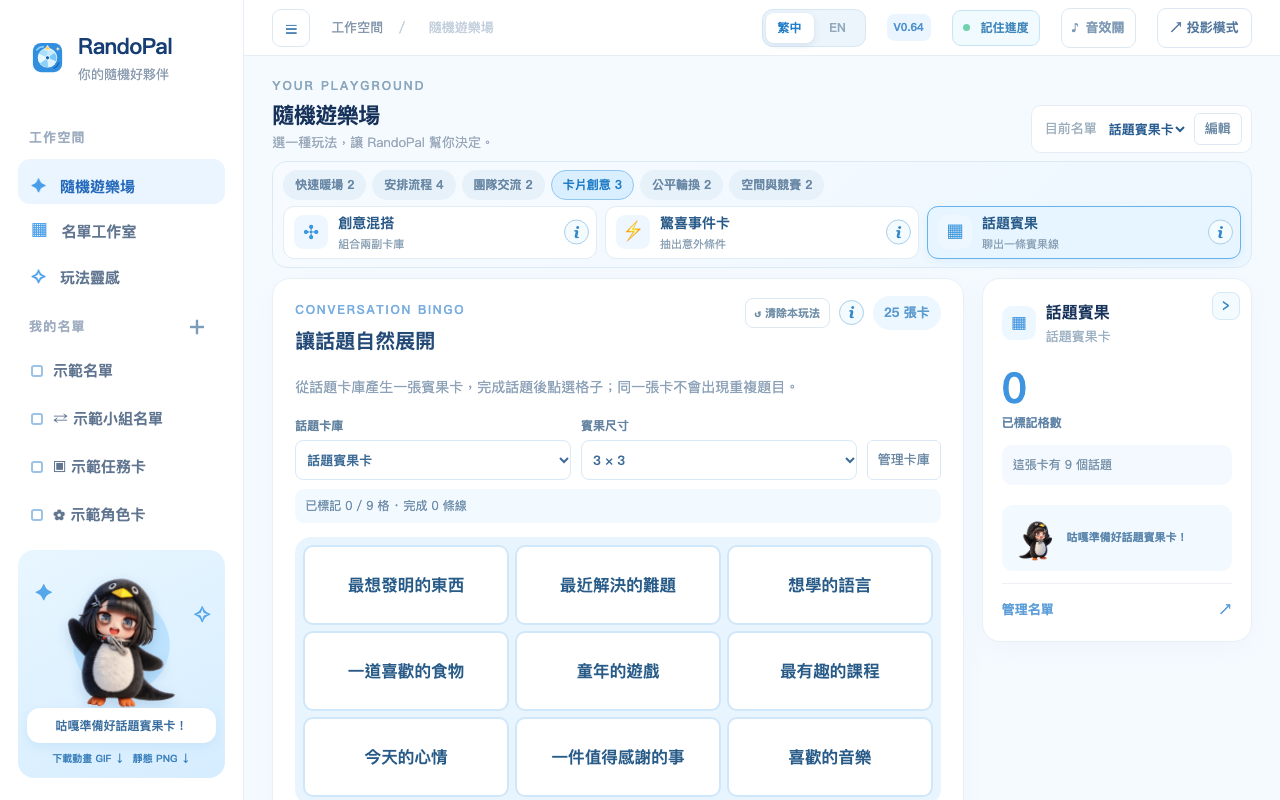 RandoPal
你的隨機好夥伴
工作空間
隨機遊樂場
名單工作室
玩法靈感
我的名單 +
示範名單
⇄ 示範小組名單
▣ 示範任務卡
✿ 示範角色卡
咕嘎準備好話題賓果卡！
下載動畫 GIF ↓ 靜態 PNG ↓
≡ 工作空間 / 隨機遊樂場
繁中 EN V0.64 記住進度 ♪ 音效關 ↗ 投影模式
YOUR PLAYGROUND
隨機遊樂場
選一種玩法，讓 RandoPal 幫你決定。
目前名單 話題賓果卡 編輯
快速暖場 2 安排流程 4 團隊交流 2 卡片創意 3 公平輪換 2 空間與競賽 2
創意混搭
組合兩副卡庫
i
驚喜事件卡
抽出意外條件
i
話題賓果
聊出一條賓果線
i
CONVERSATION BINGO
讓話題自然展開
↺ 清除本玩法 i 25 張卡
從話題卡庫產生一張賓果卡，完成話題後點選格子；同一張卡不會出現重複題目。
話題卡庫 賓果尺寸
話題賓果卡 3 × 3 管理卡庫
已標記 0 / 9 格 · 完成 0 條線
最想發明的東西 最近解決的難題 想學的語言
一道喜歡的食物 童年的遊戲 最有趣的課程
今天的心情 一件值得感謝的事 喜歡的音樂
話題賓果
話題賓果卡
>
0
已標記格數
這張卡有 9 個話題
咕嘎準備好話題賓果卡！
管理名單 ↗